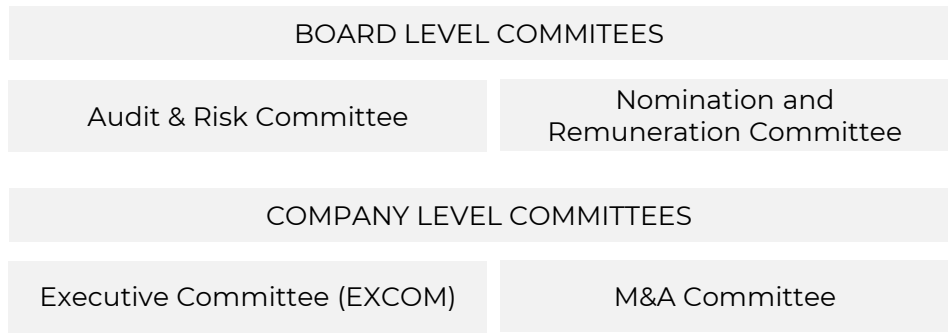 BOARD LEVEL COMMITEES
Audit & Risk Committee
Nomination and
Remuneration Committee
COMPANY LEVEL COMMITTEES
Executive Committee (EXCOM)
M&A Committee